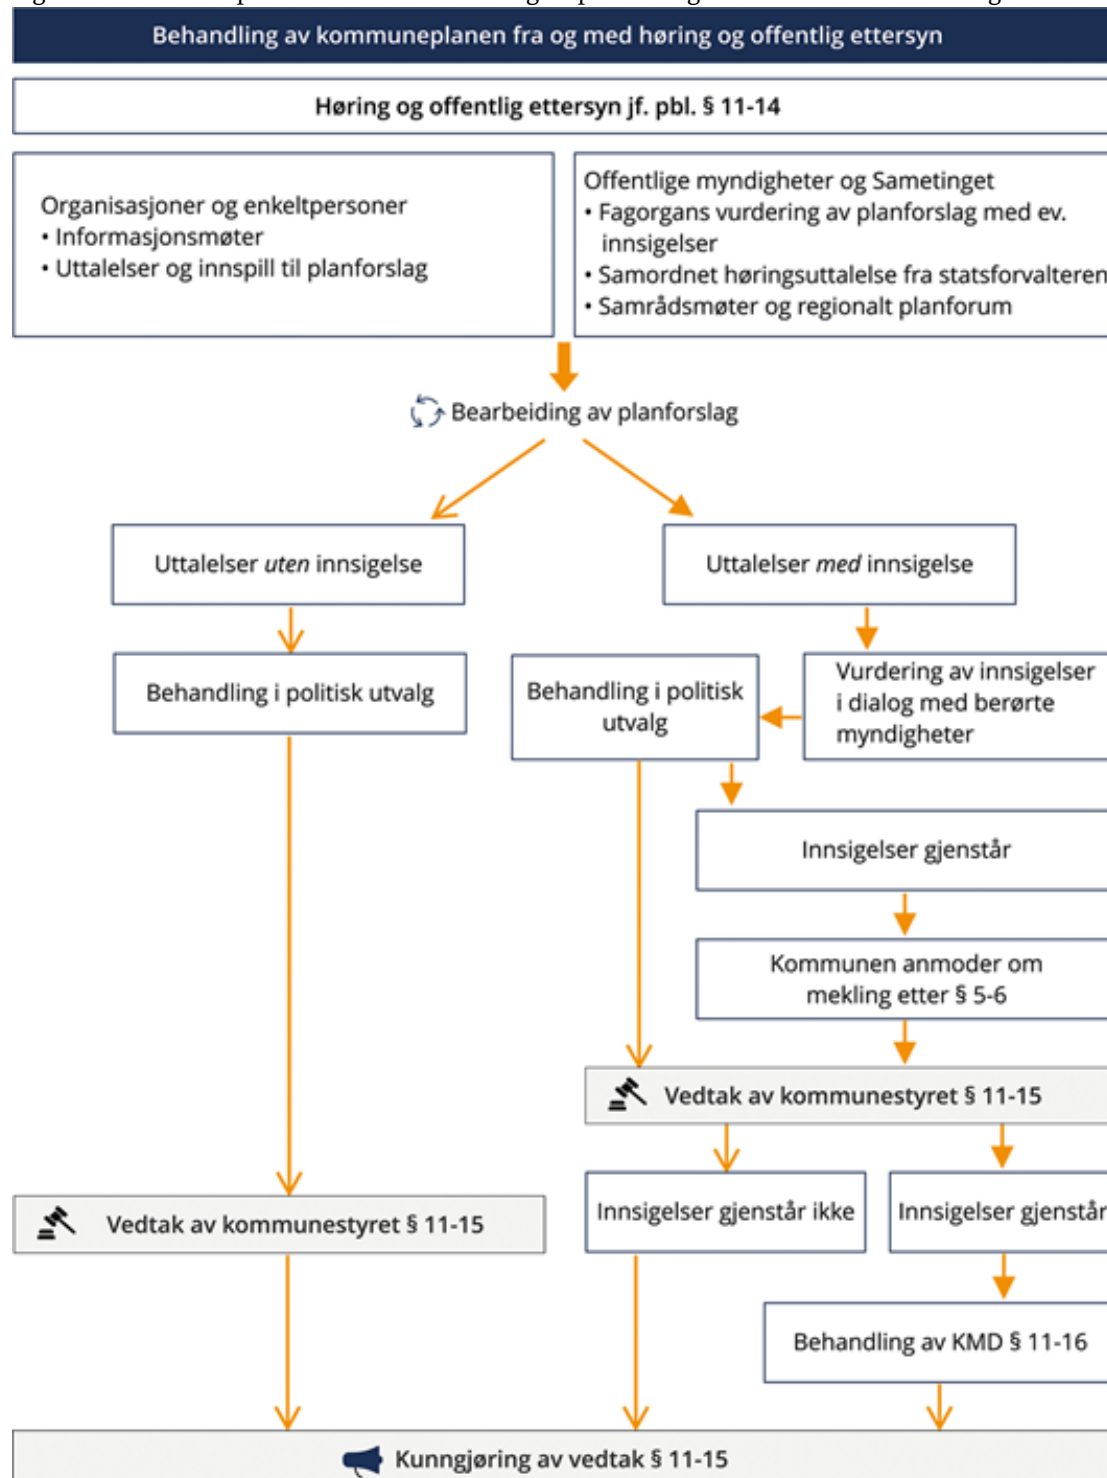 Behandling av kommuneplanen fra og med høring og offentlig ettersyn
Høring og offentlig ettersyn jf. pbl. § 11-14
Organisasjoner og enkeltpersoner
• Informasjonsmøter
• Uttalelser og innspill til planforslag
Offentlige myndigheter og Sametinget
• Fagorgans vurdering av planforslag med ev.
innsigelser
• Samordnet høringsuttalelse fra statsforvalteren
• Samrådsmøter og regionalt planforum
Bearbeiding av planforslag
Uttalelser uten innsigelse
Uttalelser med innsigelse
Behandling i politisk utvalg
Behandling i politisk
utvalg
Vurdering av innsigelser
i dialog med berørte
myndigheter
Innsigelser gjenstår
Kommunen anmoder om
mekling etter § 5-6
Vedtak av kommunestyret § 11-15
Innsigelser gjenstår ikke
Innsigelser gjenstår
Vedtak av kommunestyret § 11-15
Behandling av KMD § 11-16
Kunngjøring av vedtak § 11-15